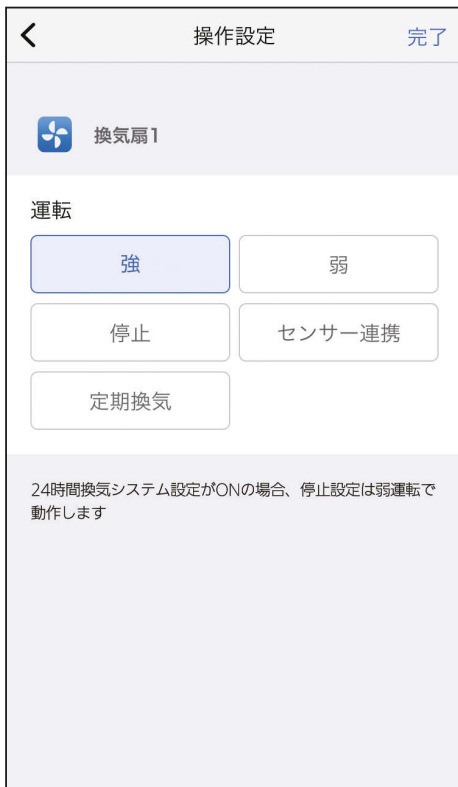 操作設定 完了
換気扇1
運転
強 弱
停止 センサー連携
定期換気
24時間換気システム設定がONの場合、停止設定は弱運転で
動作します